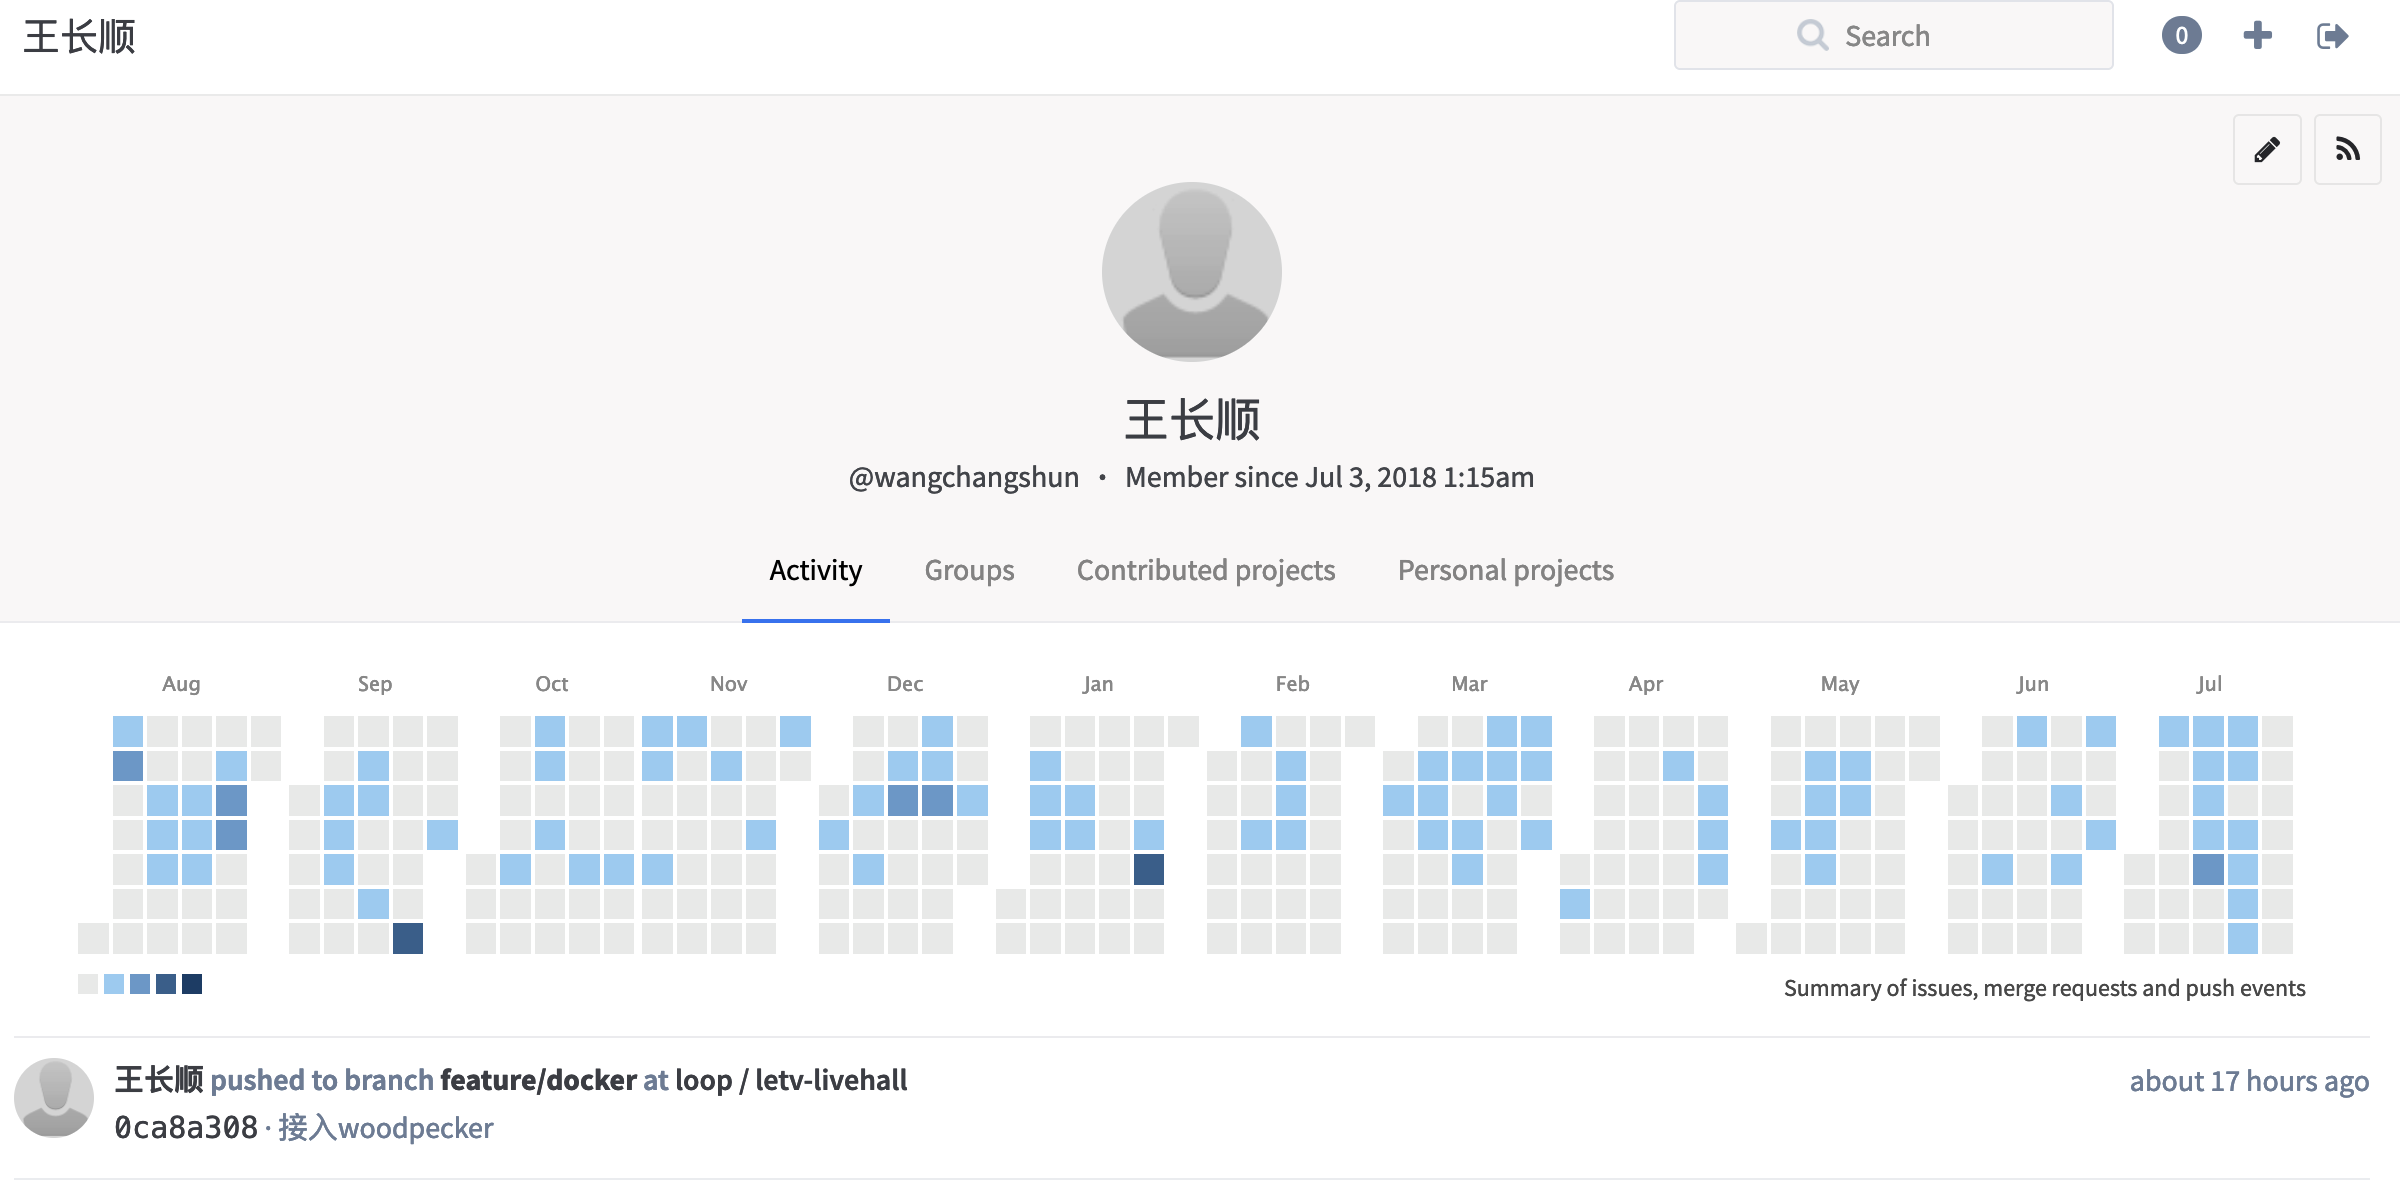 王长顺
Search
0
王长顺
@wangchangshun • Member since Jul 3, 2018 1:15am
Activity Groups Contributed projects Personal projects
Aug Sep Oct Nov Dec Jan Feb Mar Apr May Jun Jul
Summary of issues, merge requests and push events
王长顺 pushed to branch feature/docker at loop / letv-livehall
about 17 hours ago
0ca8a308 · 接入woodpecker